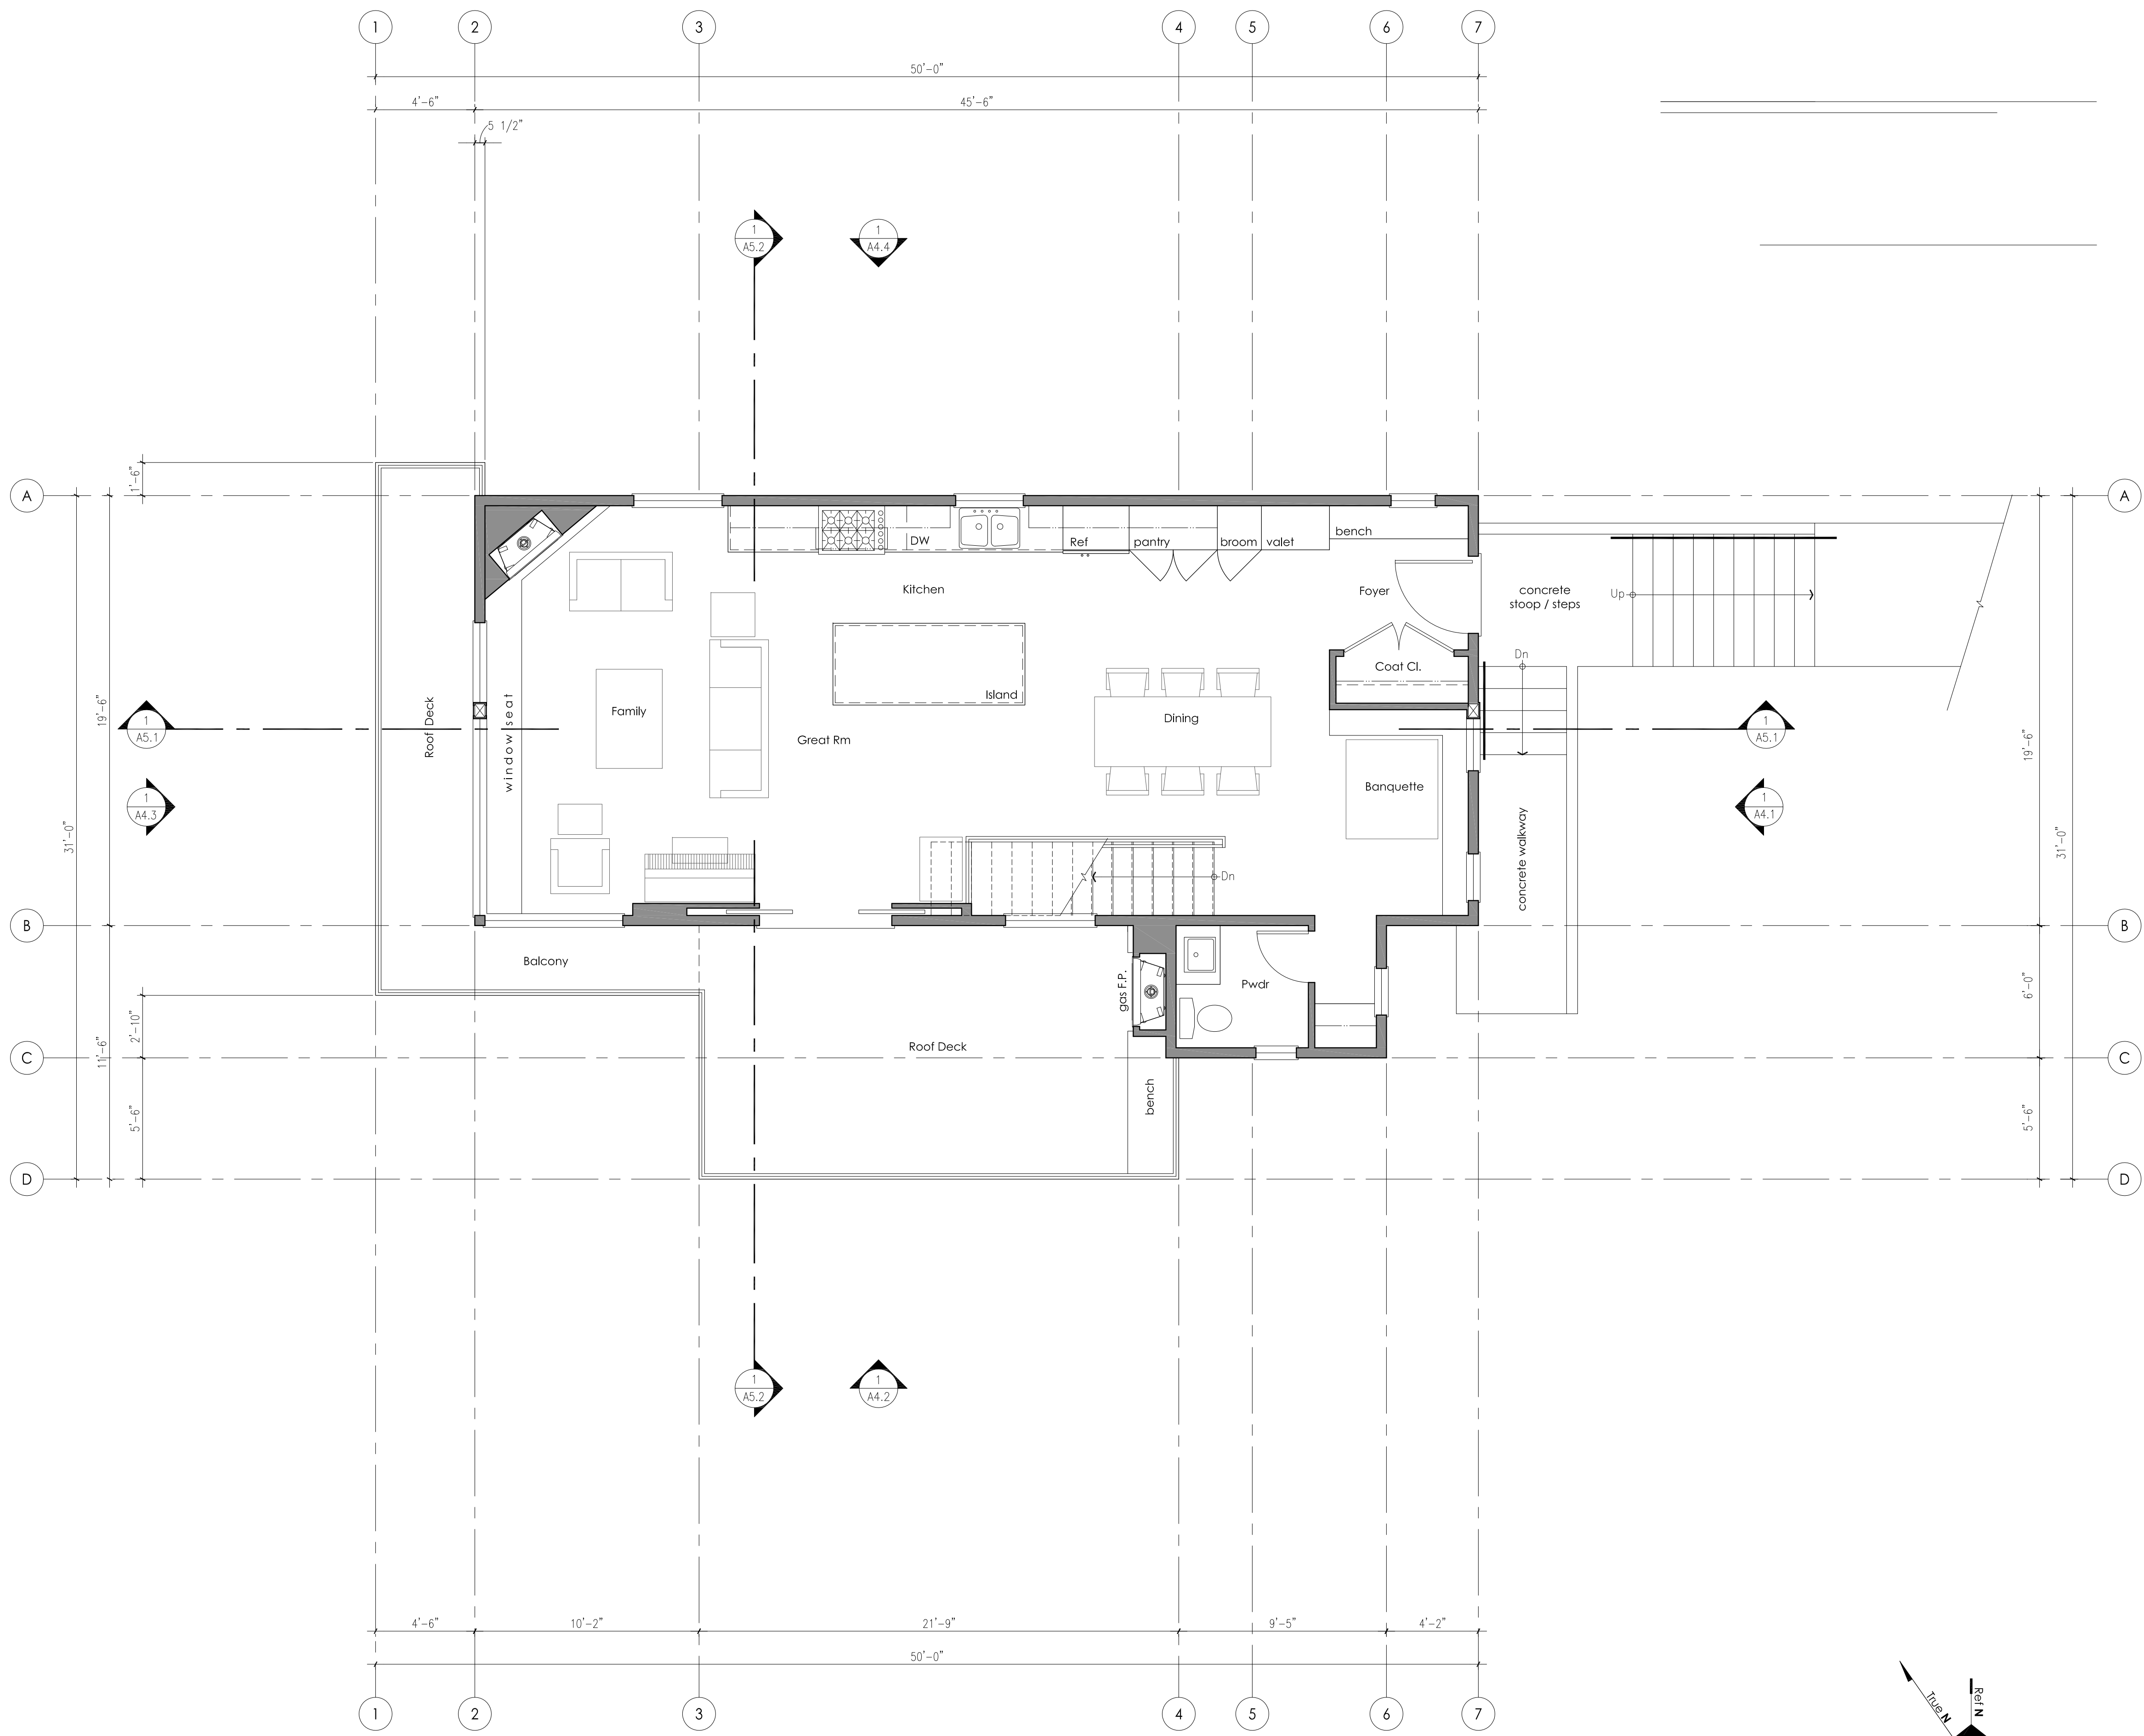 1 2 3 4 5 6 7
50'-0"
4'-6" 45'-6"
5 1/2"
1 A5.2
1 A4.4
1'-6"
A A
DW Ref pantry broom valet bench
Kitchen Foyer concrete
stoop / steps Up
Coat Cl. Dn
Island
Roof Deck
window seat
Family Dining
Great Rm
1 A5.1
1 A5.1
19'-6" 19'-6"
31'-0" 31'-0"
Banquette
1 A4.3
1 A4.1
concrete walkway
Dn
B B
Balcony
gas F.P.
Pwdr
6'-0"
2'-10"
11'-6"
Roof Deck
C C
bench
5'-6" 5'-6"
D D
1 A5.2
1 A4.2
4'-6" 10'-2" 21'-9" 9'-5" 4'-2"
50'-0"
True N
Ref N
1 2 3 4 5 6 7